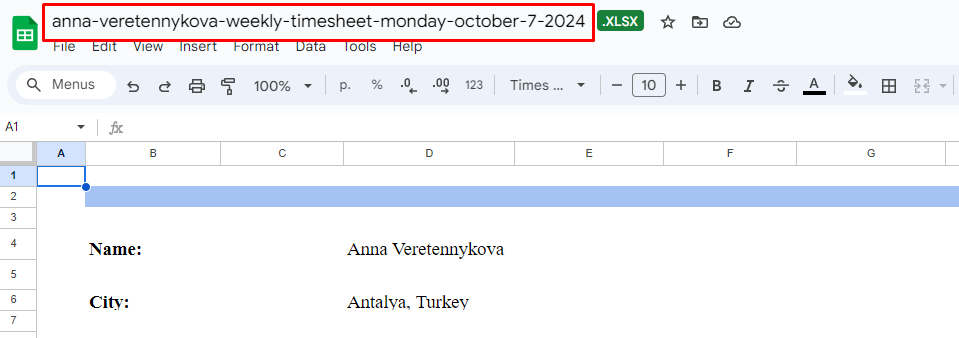 anna-veretennykova-weekly-timesheet-monday-october-7-2024 .XLSX
File Edit View Insert Format Data Tools Help
Menus 100% р. % .0 .00 123 Times ... 10 B I S A
A1 fx
A B C D E F G
1
2
3
4 Name: Anna Veretennykova
5
6 City: Antalya, Turkey
7